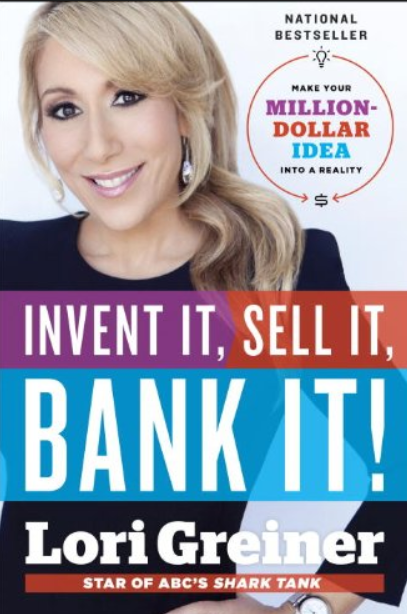 NATIONAL
BESTSELLER
MAKE YOUR
MILLION-
DOLLAR
IDEA
INTO A REALITY
$
INVENT IT, SELL IT,
BANK IT!
Lori Greiner
STAR OF ABC'S SHARK TANK